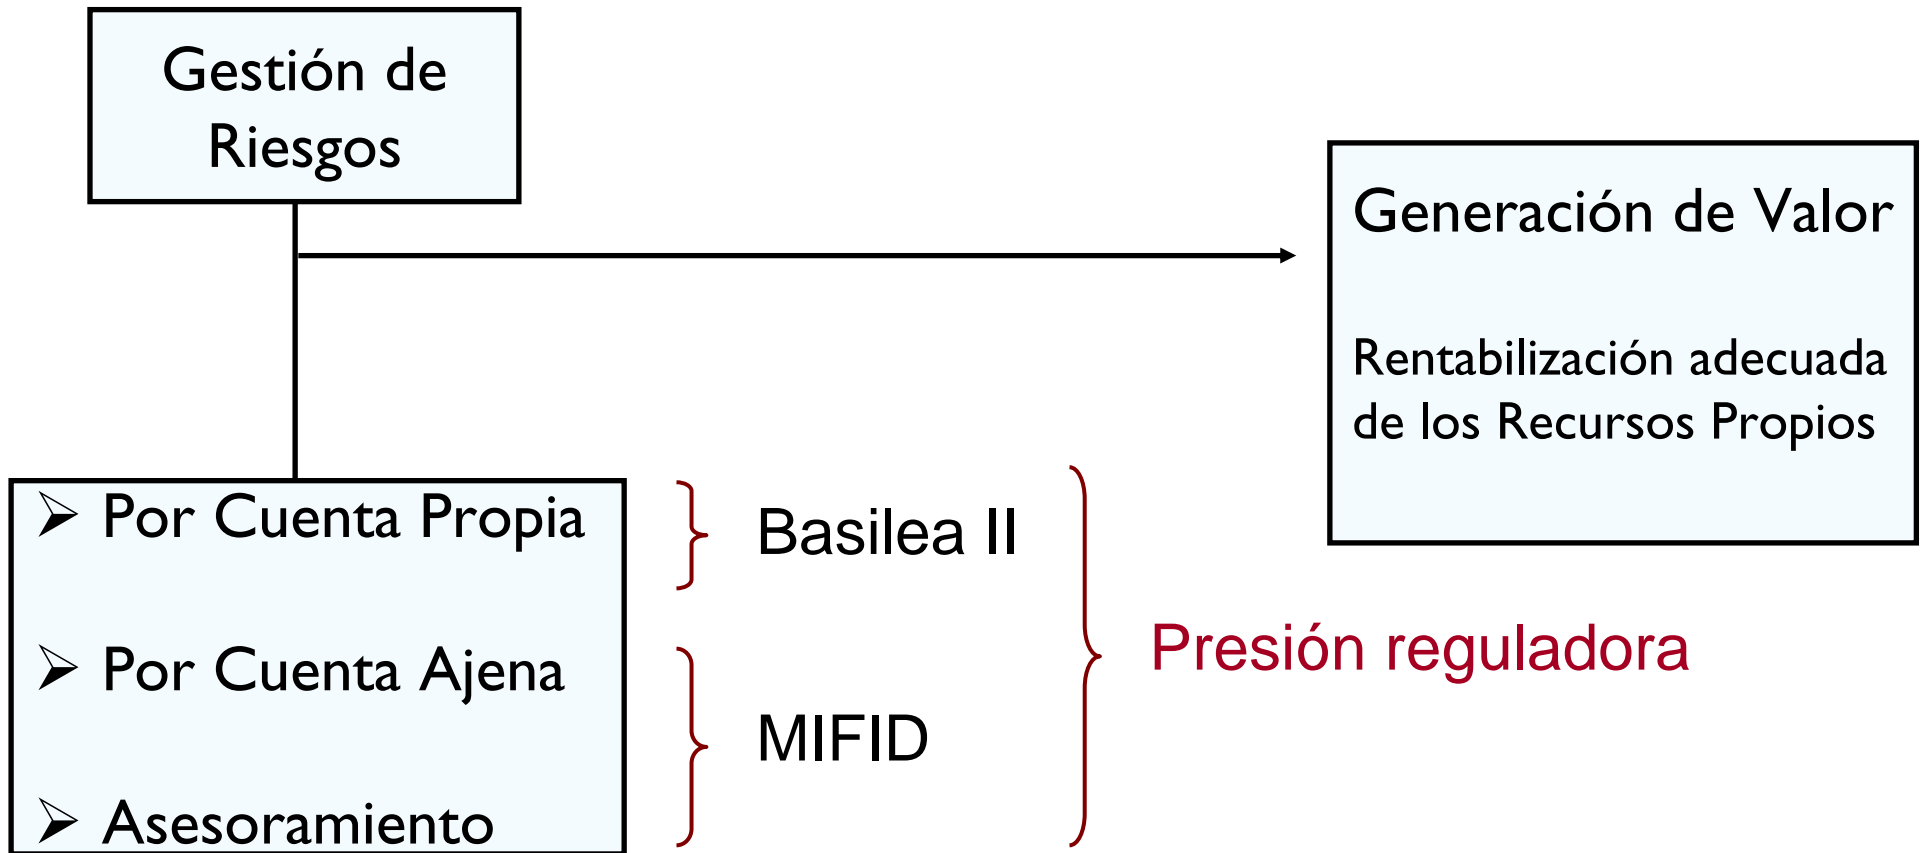 Gestión de
Riesgos
Generación de Valor
Rentabilización adecuada
de los Recursos Propios
Por Cuenta Propia
Basilea II
Por Cuenta Ajena
Presión reguladora
MIFID
Asesoramiento